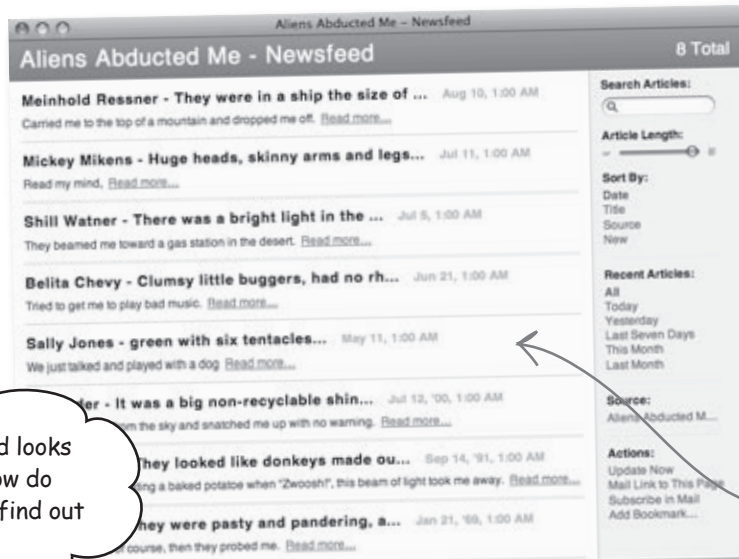 Aliens Abducted Me – Newsfeed
Aliens Abducted Me - Newsfeed
8 Total
Meinhold Ressner - They were in a ship the size of ... Aug 10, 1:00 AM
Carried me to the top of a mountain and dropped me off. Read more...
Mickey Mikens - Huge heads, skinny arms and legs... Jul 11, 1:00 AM
Read my mind, Read more...
Shill Watner - There was a bright light in the ... Jul 5, 1:00 AM
They beamed me toward a gas station in the desert. Read more...
Belita Chevy - Clumsy little buggers, had no rh... Jun 21, 1:00 AM
Tried to get me to play bad music. Read more...
Sally Jones - green with six tentacles... May 11, 1:00 AM
We just talked and played with a dog Read more...
der - It was a big non-recyclable shin... Jul 12, '00, 1:00 AM
om the sky and snatched me up with no warning. Read more...
They looked like donkeys made ou... Sep 14, '91, 1:00 AM
ing a baked potatoe when "Zwoosh!", this beam of light took me away. Read more...
hey were pasty and pandering, a... Jan 21, '69, 1:00 AM
f course, then they probed me. Read more...
Search Articles:
Article Length:
Sort By:
Date
Title
Source
New
Recent Articles:
All
Today
Yesterday
Last Seven Days
This Month
Last Month
Source:
Aliens Abducted M...
Actions:
Update Now
Mail Link to This Page
Subscribe in Mail
Add Bookmark...
d looks
ow do
find out